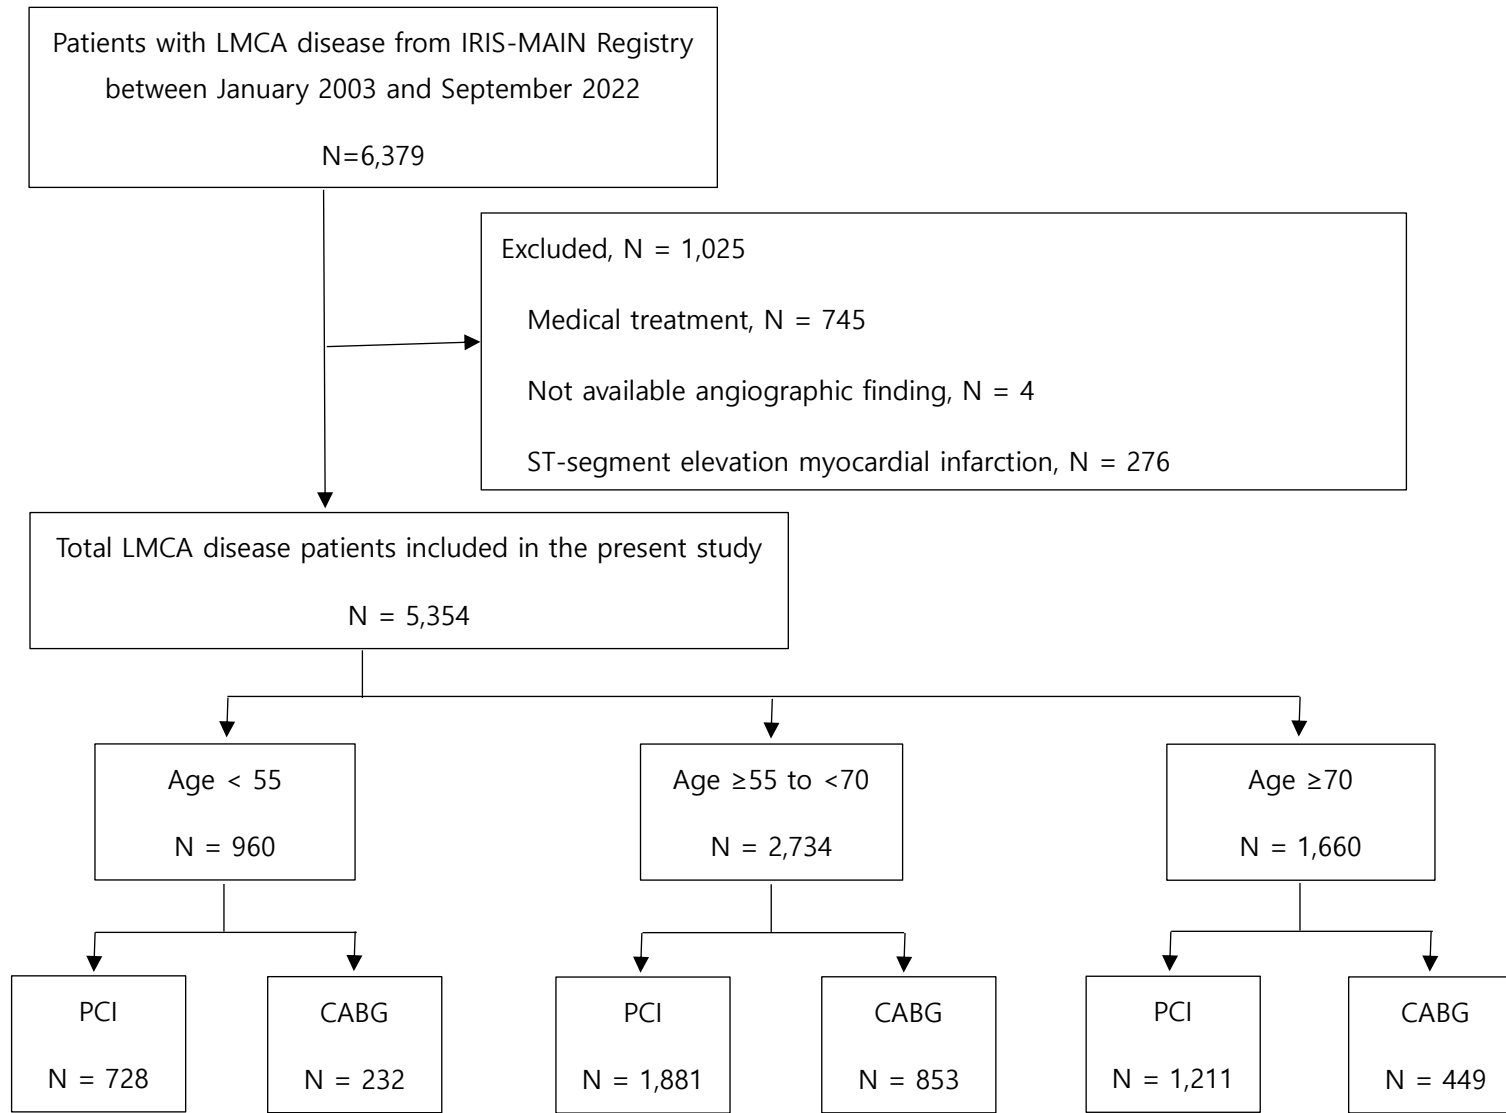 Patients with LMCA disease from IRIS-MAIN Registry
between January 2003 and September 2022
N=6,379
Excluded, N = 1,025
Medical treatment, N = 745
Not available angiographic finding, N = 4
ST-segment elevation myocardial infarction, N = 276
Total LMCA disease patients included in the present study
N = 5,354
Age < 55
N = 960
Age ≥55 to <70
N = 2,734
Age ≥70
N = 1,660
PCI
N = 728
CABG
N = 232
PCI
N = 1,881
CABG
N = 853
PCI
N = 1,211
CABG
N = 449